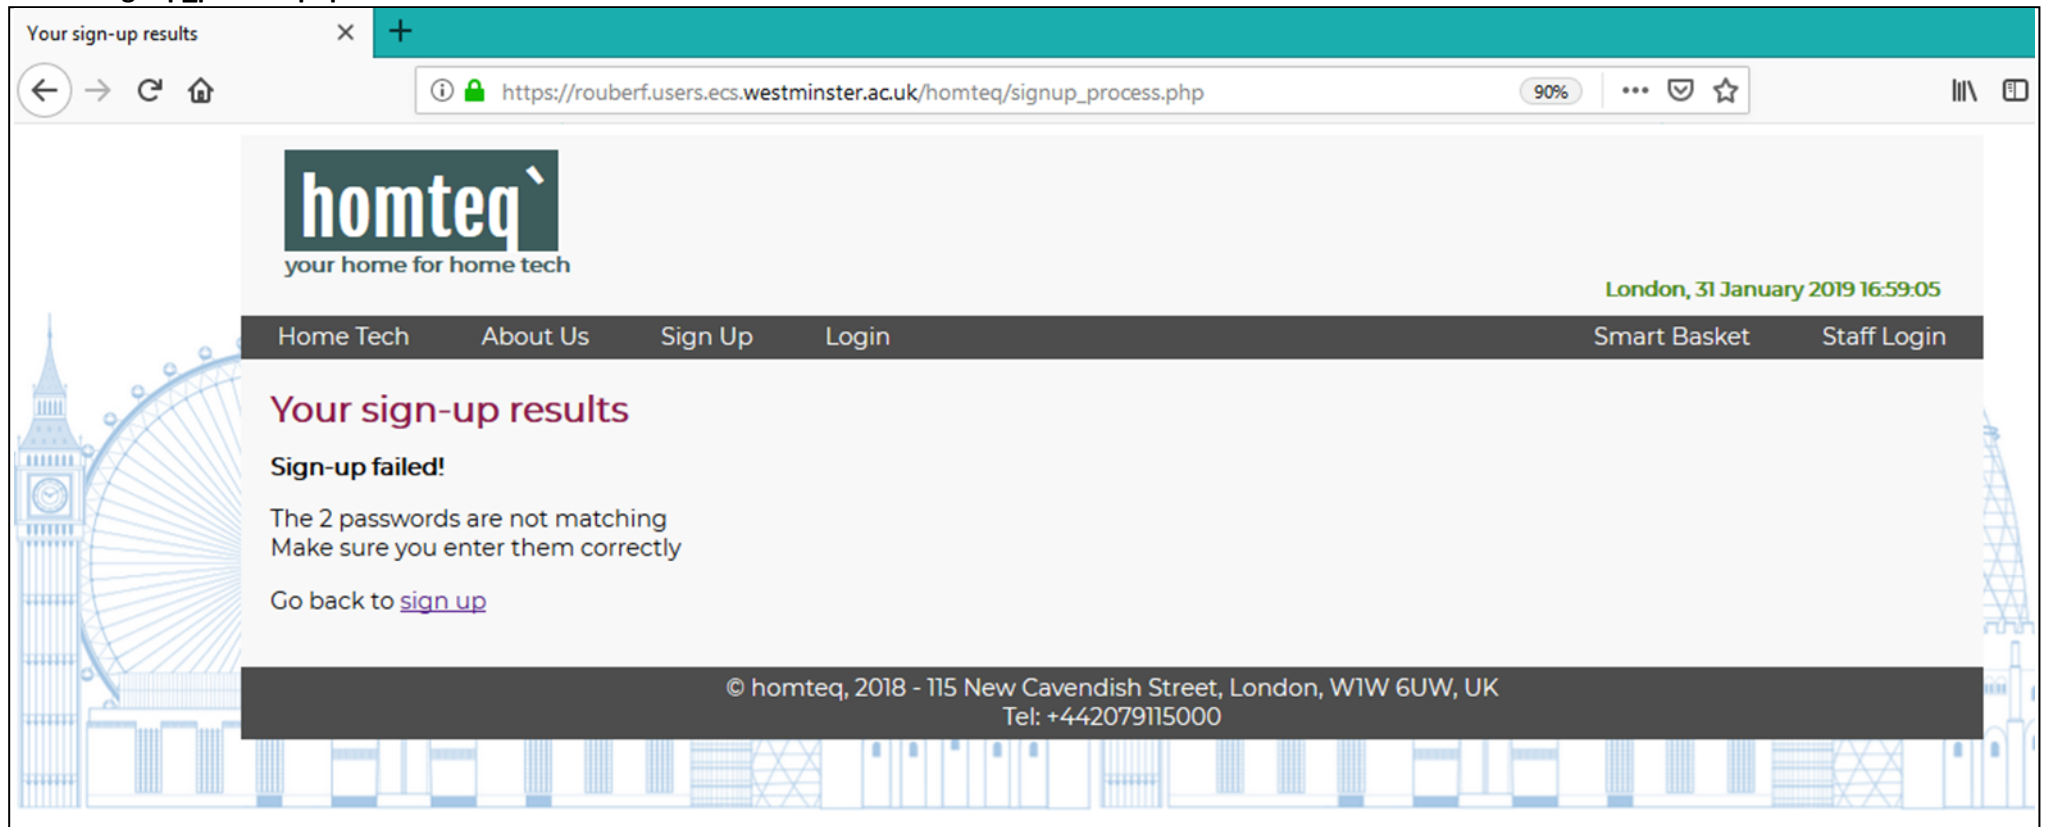 Your sign-up results
https://rouberf.users.ecs.westminster.ac.uk/homteq/signup_process.php
90%
homteq`
your home for home tech
London, 31 January 2019 16:59:05
Home Tech About Us Sign Up Login Smart Basket Staff Login
Your sign-up results
Sign-up failed!
The 2 passwords are not matching
Make sure you enter them correctly
Go back to sign up
© homteq, 2018 - 115 New Cavendish Street, London, W1W 6UW, UK
Tel: +442079115000